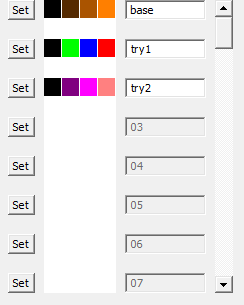 Set base
Set try1
Set try2
Set 03
Set 04
Set 05
Set 06
Set 07